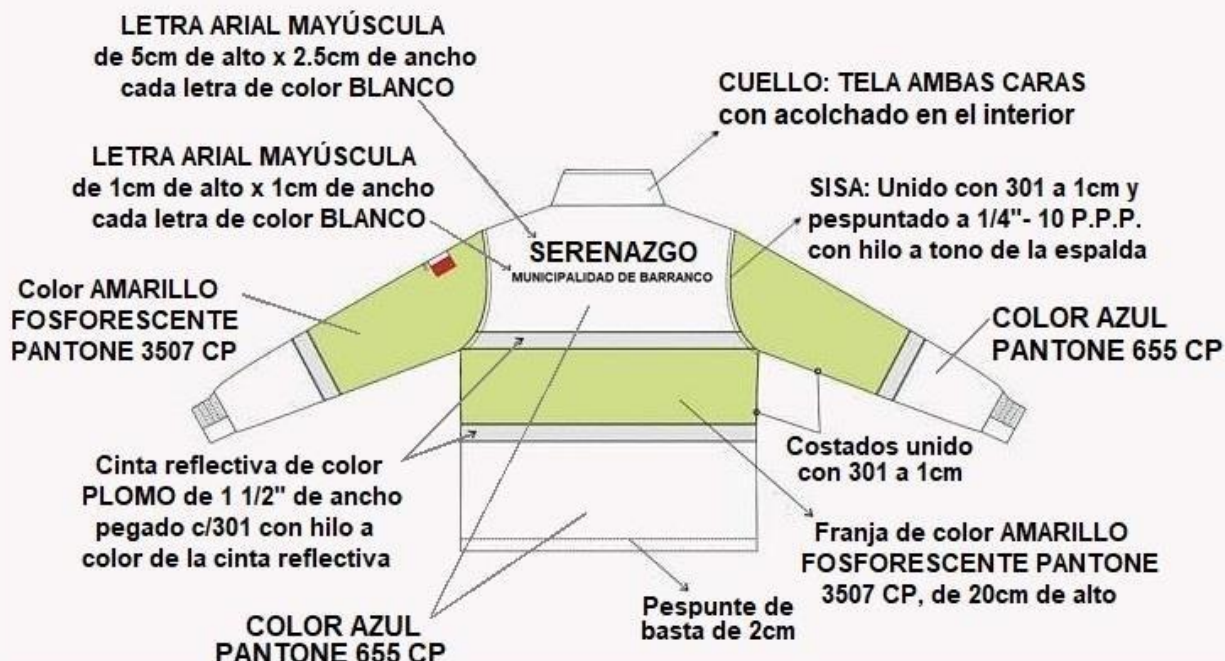 LETRA ARIAL MAYÚSCULA
de 5cm de alto x 2.5cm de ancho
cada letra de color BLANCO
CUELLO: TELA AMBAS CARAS
con acolchado en el interior
LETRA ARIAL MAYÚSCULA
de 1cm de alto x 1cm de ancho
cada letra de color BLANCO
SISA: Unido con 301 a 1cm y
pespuntado a 1/4"- 10 P.P.P.
con hilo a tono de la espalda
SERENAZGO
MUNICIPALIDAD DE BARRANCO
Color AMARILLO
FOSFORESCENTE
PANTONE 3507 CP
COLOR AZUL
PANTONE 655 CP
Cinta reflectiva de color
PLOMO de 1 1/2" de ancho
pegado c/301 con hilo a
color de la cinta reflectiva
Costados unido
con 301 a 1cm
Franja de color AMARILLO
FOSFORESCENTE PANTONE
3507 CP, de 20cm de alto
Pespunte de
basta de 2cm
COLOR AZUL
PANTONE 655 CP